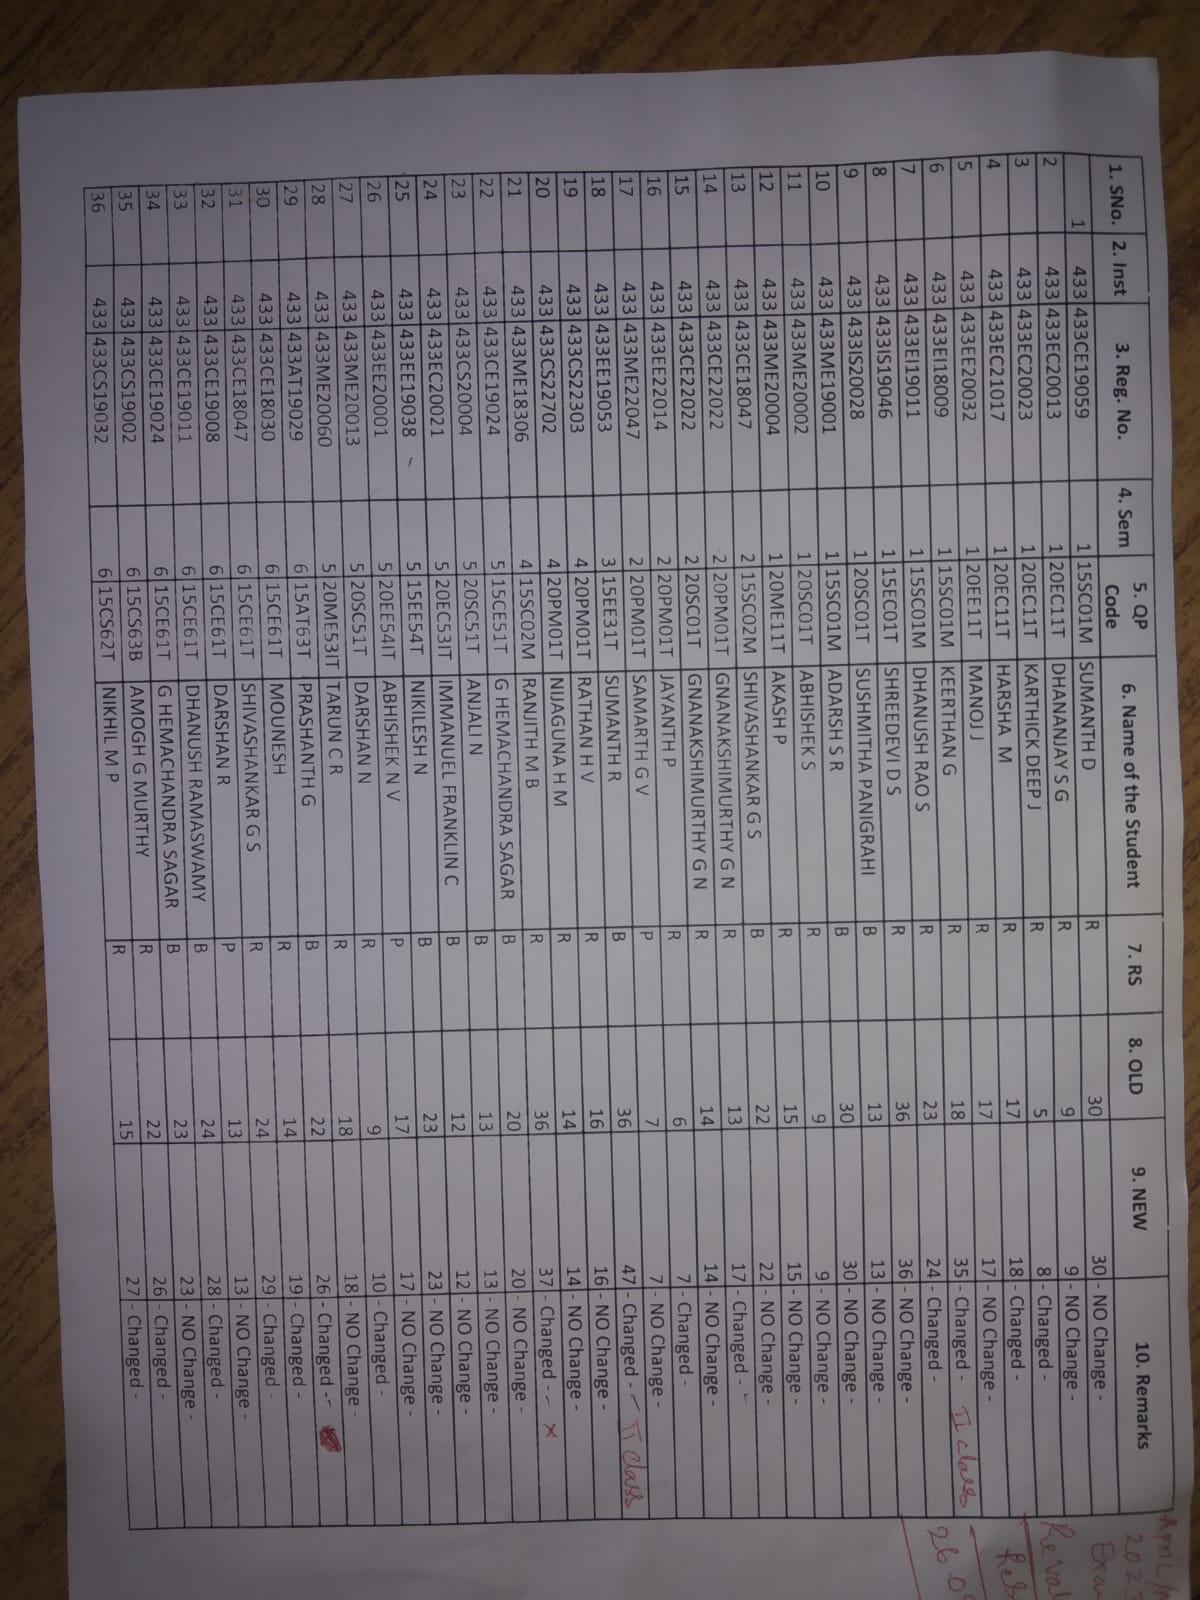 April
2023
Reval
26.0
1. SNo. 2. Inst 3. Reg. No. 4. Sem 5. QP Code 6. Name of the Student 7. RS 8. OLD 9. NEW 10. Remarks
1 433 433CE19059 1 15SC01M SUMANTH D R 30 30 - NO Change -
2 433 433EC20013 1 20EC11T DHANANJAY S G R 9 9 - NO Change -
3 433 433EC20023 1 20EC11T KARTHICK DEEP J R 5 8 - Changed -
4 433 433EC21017 1 20EC11T HARSHA M R 17 18 - Changed -
5 433 433EE20032 1 20EE11T MANOJ J R 17 17 - NO Change -
6 433 433EI18009 1 15SC01M KEERTHAN G R 18 35 - Changed - II class
7 433 433EI19011 1 15SC01M DHANUSH RAO S R 23 24 - Changed -
8 433 433IS19046 1 15EC01T SHREEDEVI D S R 36 36 - NO Change -
9 433 433IS20028 1 20SC01T SUSHMITHA PANIGRAHI B 13 13 - NO Change -
10 433 433ME19001 1 15SC01M ADARSH S R B 30 30 - NO Change -
11 433 433ME20002 1 20SC01T ABHISHEK S R 9 9 - NO Change -
12 433 433ME20004 1 20ME11T AKASH P R 15 15 - NO Change -
13 433 433CE18047 2 15SC02M SHIVASHANKAR G S B 22 22 - NO Change -
14 433 433CE22022 2 20PM01T GNANAKSHIMURTHY G N R 13 17 - Changed -
15 433 433CE22022 2 20SC01T GNANAKSHIMURTHY G N R 14 14 - NO Change -
16 433 433EE22014 2 20PM01T JAYANTH P R 6 7 - Changed -
17 433 433ME22047 2 20PM01T SAMARTH G V P 7 7 - NO Change -
18 433 433EE19053 3 15EE31T SUMANTH R B 36 47 - Changed - II class
19 433 433CS22303 4 20PM01T RATHAN H V R 16 16 - NO Change -
20 433 433CS22702 4 20PM01T NIJAGUNA H M R 14 14 - NO Change -
21 433 433ME18306 4 15SC02M RANJITH M B R 36 37 - Changed - x
22 433 433CE19024 5 15CE51T G HEMACHANDRA SAGAR B 20 20 - NO Change -
23 433 433CS20004 5 20SC51T ANJALI N B 13 13 - NO Change -
24 433 433EC20021 5 20EC53IT IMMANUEL FRANKLIN C B 12 12 - NO Change -
25 433 433EE19038 5 15EE54T NIKILESH N B 23 23 - NO Change -
26 433 433EE20001 5 20EE54IT ABHISHEK N V P 17 17 - NO Change -
27 433 433ME20013 5 20SC51T DARSHAN N R 9 10 - Changed -
28 433 433ME20060 5 20ME53IT TARUN C R R 18 18 - NO Change -
29 433 433AT19029 6 15AT63T PRASHANTH G B 22 26 - Changed -
30 433 433CE18030 6 15CE61T MOUNESH R 14 19 - Changed -
31 433 433CE18047 6 15CE61T SHIVASHANKAR G S R 24 29 - Changed -
32 433 433CE19008 6 15CE61T DARSHAN R P 13 13 - NO Change -
33 433 433CE19011 6 15CE61T DHANUSH RAMASWAMY B 24 28 - Changed -
34 433 433CE19024 6 15CE61T G HEMACHANDRA SAGAR B 23 23 - NO Change -
35 433 433CS19002 6 15CS63B AMOGH G MURTHY R 22 26 - Changed -
36 433 433CS19032 6 15CS62T NIKHIL M P R 15 27 - Changed -